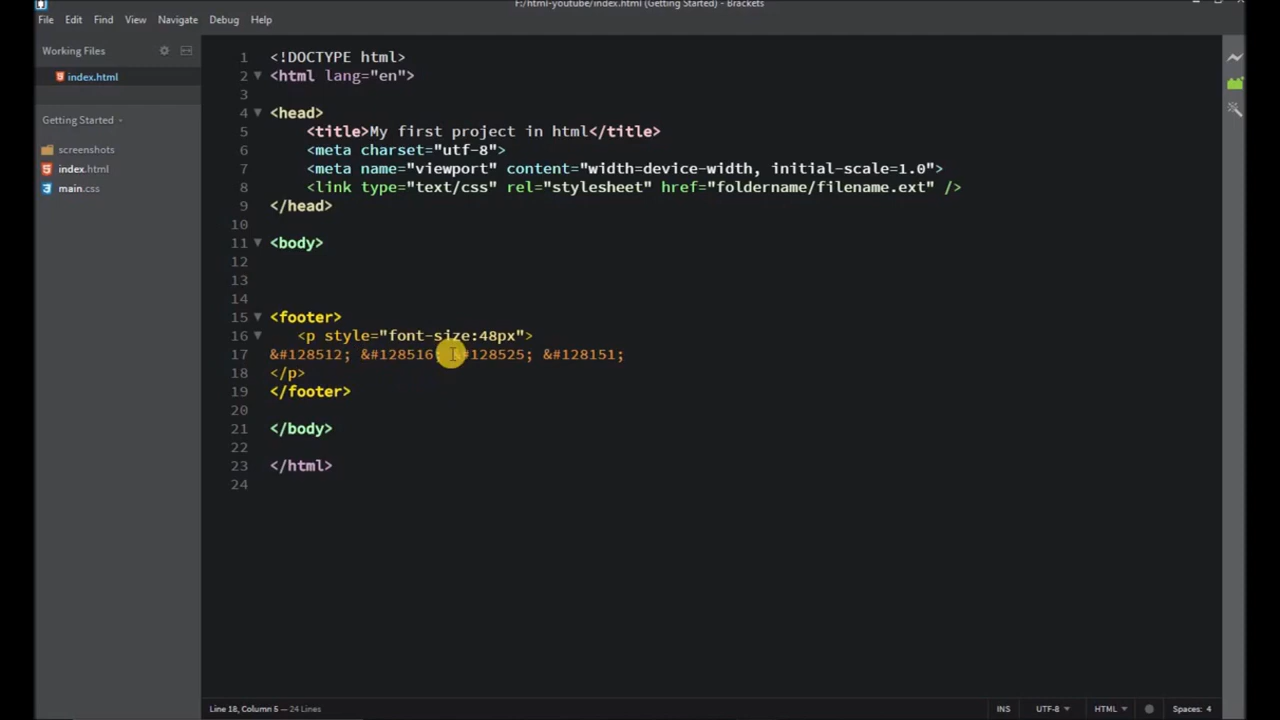 F:/html-youtube/index.html (Getting Started) - Brackets
File Edit Find View Navigate Debug Help
Working Files
index.html
Getting Started
screenshots
index.html
main.css
1 <!DOCTYPE html>
2 <html lang="en">
3
4 <head>
5 <title>My first project in html</title>
6 <meta charset="utf-8">
7 <meta name="viewport" content="width=device-width, initial-scale=1.0">
8 <link type="text/css" rel="stylesheet" href="foldername/filename.ext" />
9 </head>
10
11 <body>
12
13
14
15 <footer>
16 <p style="font-size:48px">
17 &#128512; &#128516; &#128525; &#128151;
18 </p>
19 </footer>
20
21 </body>
22
23 </html>
24
Line 18, Column 5 — 24 Lines
INS UTF-8 HTML Spaces: 4